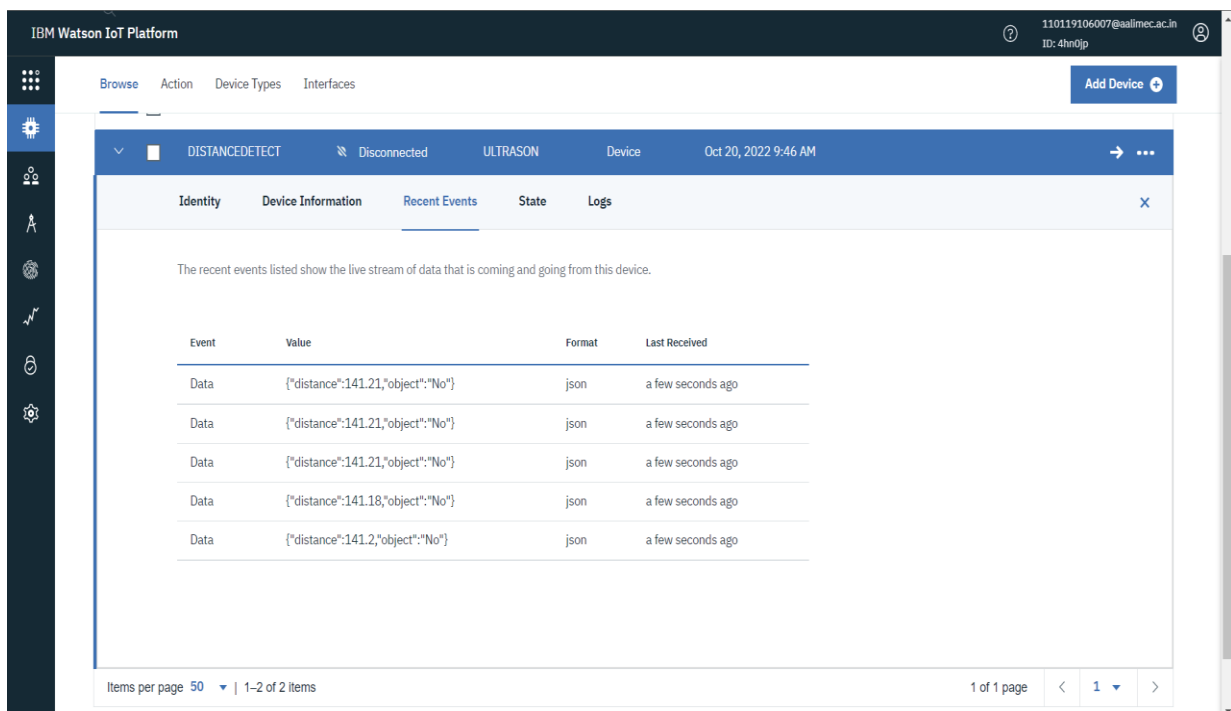 IBM Watson IoT Platform
110119106007@aalimec.ac.in
ID: 4hn0jp
Browse Action Device Types Interfaces
Add Device
DISTANCEDETECT Disconnected ULTRASON Device Oct 20, 2022 9:46 AM
Identity Device Information Recent Events State Logs
The recent events listed show the live stream of data that is coming and going from this device.
Event Value Format Last Received
Data {"distance":141.21,"object":"No"} json a few seconds ago
Data {"distance":141.21,"object":"No"} json a few seconds ago
Data {"distance":141.21,"object":"No"} json a few seconds ago
Data {"distance":141.18,"object":"No"} json a few seconds ago
Data {"distance":141.2,"object":"No"} json a few seconds ago
Items per page 50 | 1–2 of 2 items 1 of 1 page 1